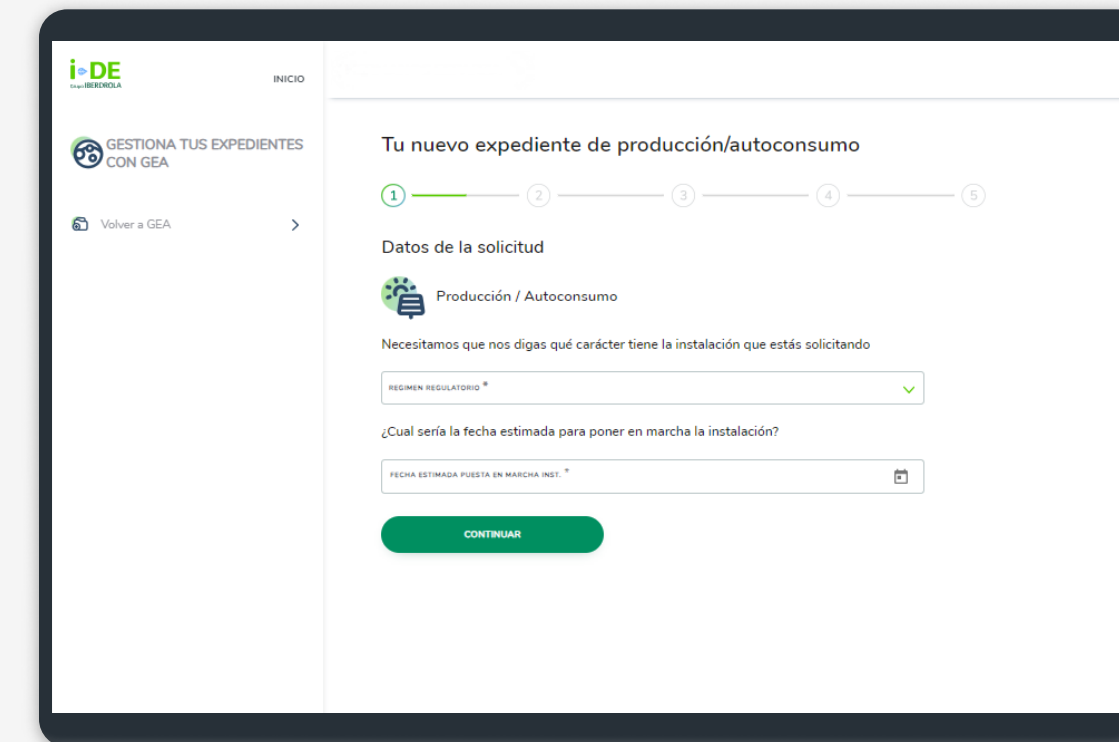 i-DE
Grupo IBERDROLA
INICIO
GESTIONA TUS EXPEDIENTES
CON GEA
Volver a GEA
Tu nuevo expediente de producción/autoconsumo
1
2
3
4
5
Datos de la solicitud
Producción / Autoconsumo
Necesitamos que nos digas qué carácter tiene la instalación que estás solicitando
REGIMEN REGULATORIO *
¿Cual sería la fecha estimada para poner en marcha la instalación?
FECHA ESTIMADA PUESTA EN MARCHA INST. *
CONTINUAR